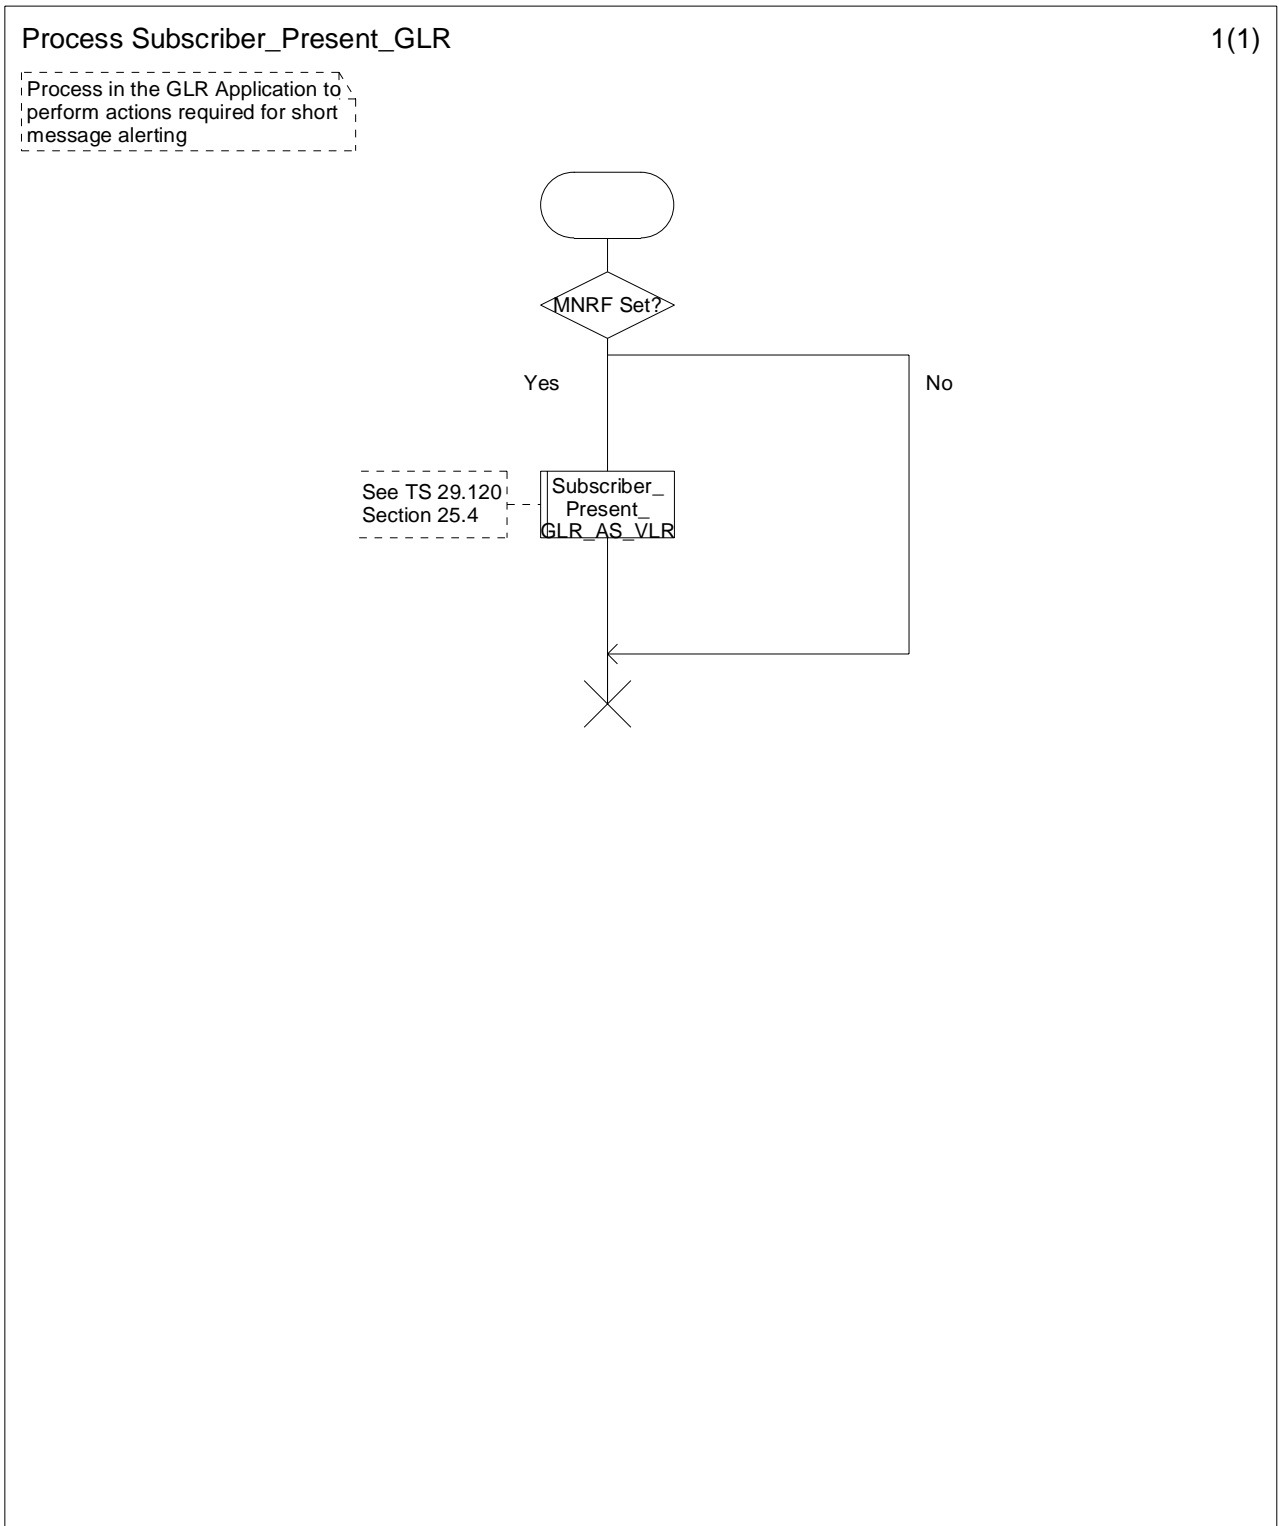 Process Subscriber_Present_GLR
1(1)
Process in the GLR Application to
perform actions required for short
message alerting
MNRF Set?
Yes
No
See TS 29.120
Section 25.4
Subscriber_
Present_
GLR_AS_VLR